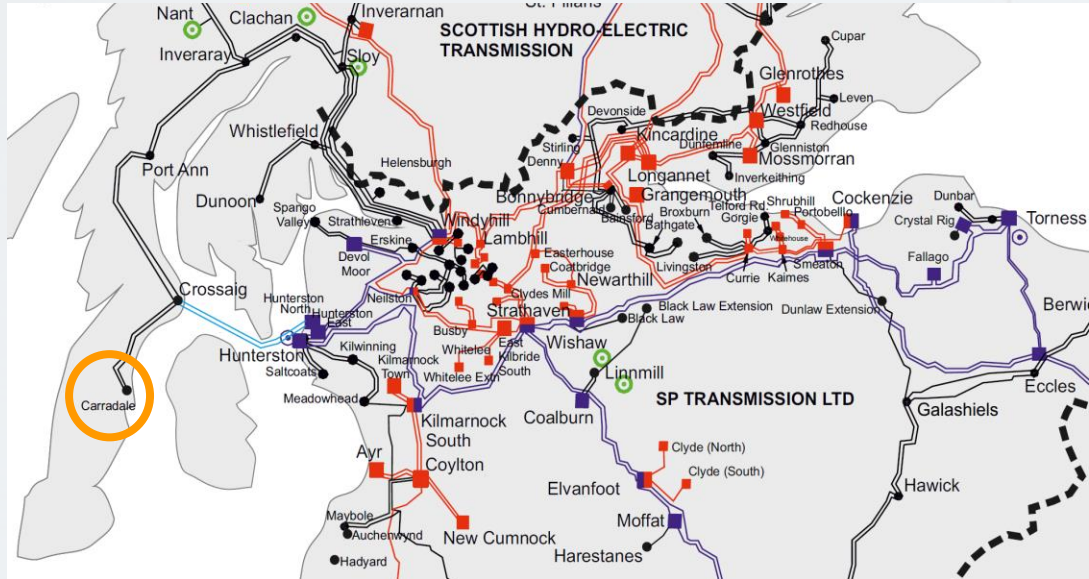 Nant
Clachan
Inverarnan
St. Fillans
SCOTTISH HYDRO-ELECTRIC
TRANSMISSION
Inveraray
Sloy
Cupar
Glenrothes
Leven
Westfield
Redhouse
Devonside
Whistlefield
Stirling
Kincardine
Dunfermline
Glenniston
Mossmorran
Denny
Port Ann
Helensburgh
Longannet
Inverkeithing
Dunoon
Bonnybridge
Grangemouth
Cumbernauld
Bainsford
Spango
Valley
Strathleven
Windyhill
Broxburn
Bathgate
Telford Rd.
Gorgie
Shrubhill
Portobelllo
Cockenzie
Dunbar
Crystal Rig
Torness
Erskine
Lambhill
Whitehouse
Devol
Moor
Easterhouse
Coatbridge
Livingston
Currie
Kaimes
Smeaton
Fallago
Crossaig
Neilston
Newarthill
Hunterston
North
Hunterston
East
Clydes Mill
Strathaven
Black Law Extension
Dunlaw Extension
Berwick
Busby
Black Law
Hunterston
Kilwinning
Kilmarnock
Town
Whitelee
East
Kilbride
South
Wishaw
Saltcoats
Whitelee Extn
Linnmill
Eccles
Carradale
Meadowhead
SP TRANSMISSION LTD
Galashiels
Kilmarnock
South
Coalburn
Ayr
Coylton
Clyde (North)
Clyde (South)
Elvanfoot
Hawick
Maybole
Auchenwynd
New Cumnock
Moffat
Hadyard
Harestanes